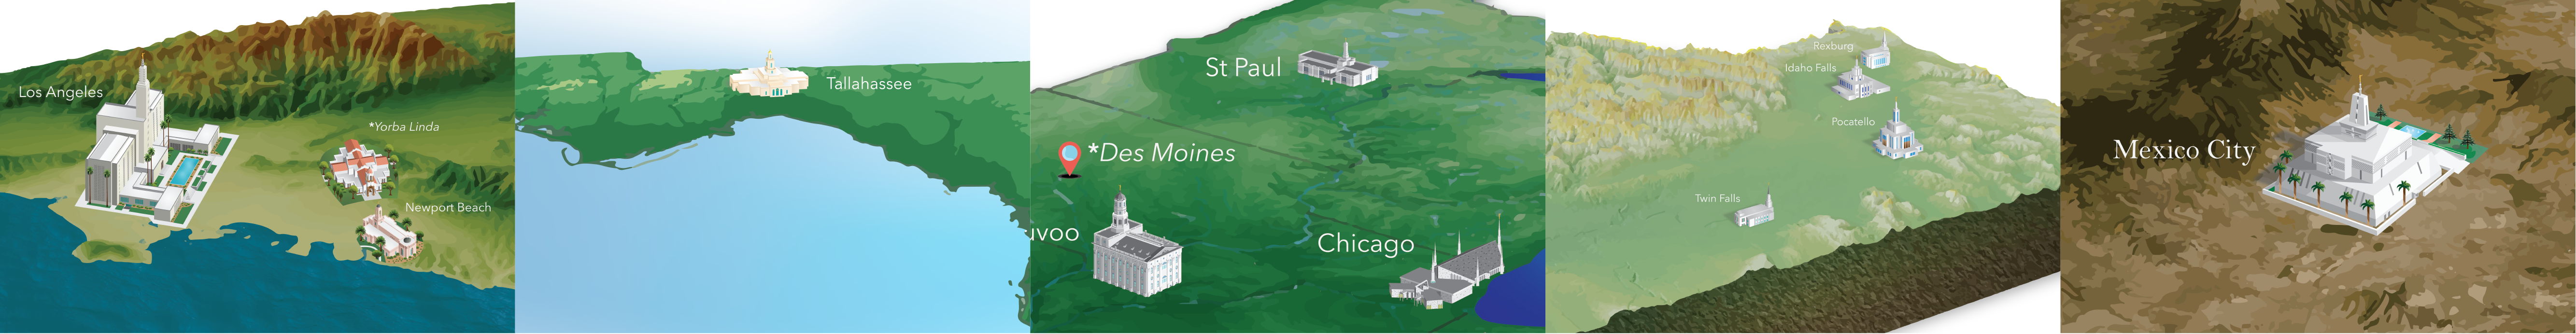 Los Angeles
*Yorba Linda
Newport Beach
Tallahassee
St Paul
*Des Moines
uvoo
Chicago
Rexburg
Idaho Falls
Pocatello
Twin Falls
Mexico City